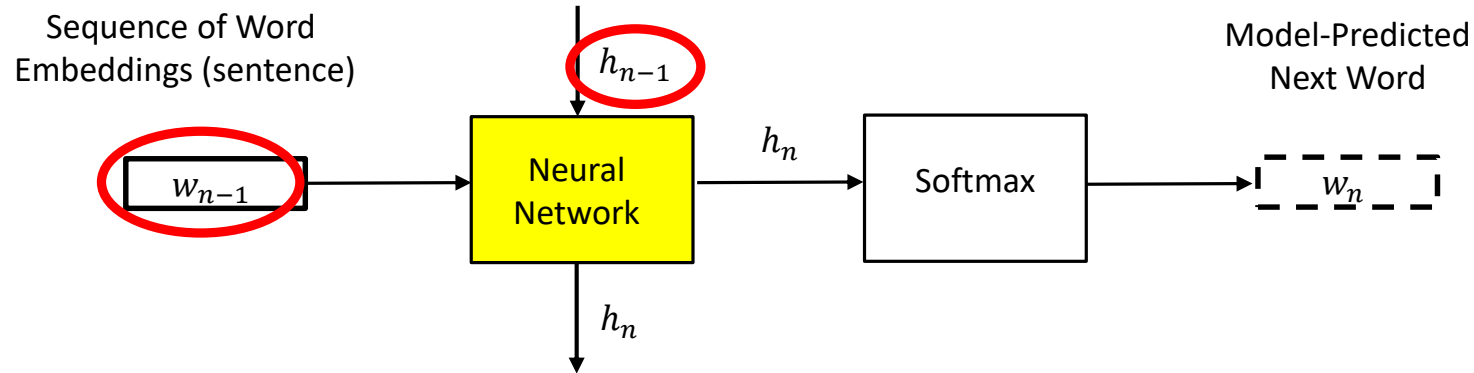 Sequence of Word
Embeddings (sentence)
$h_{n-1}$
Model-Predicted
Next Word
$w_{n-1}$
Neural
Network
$h_n$
Softmax
$w_n$
$h_n$